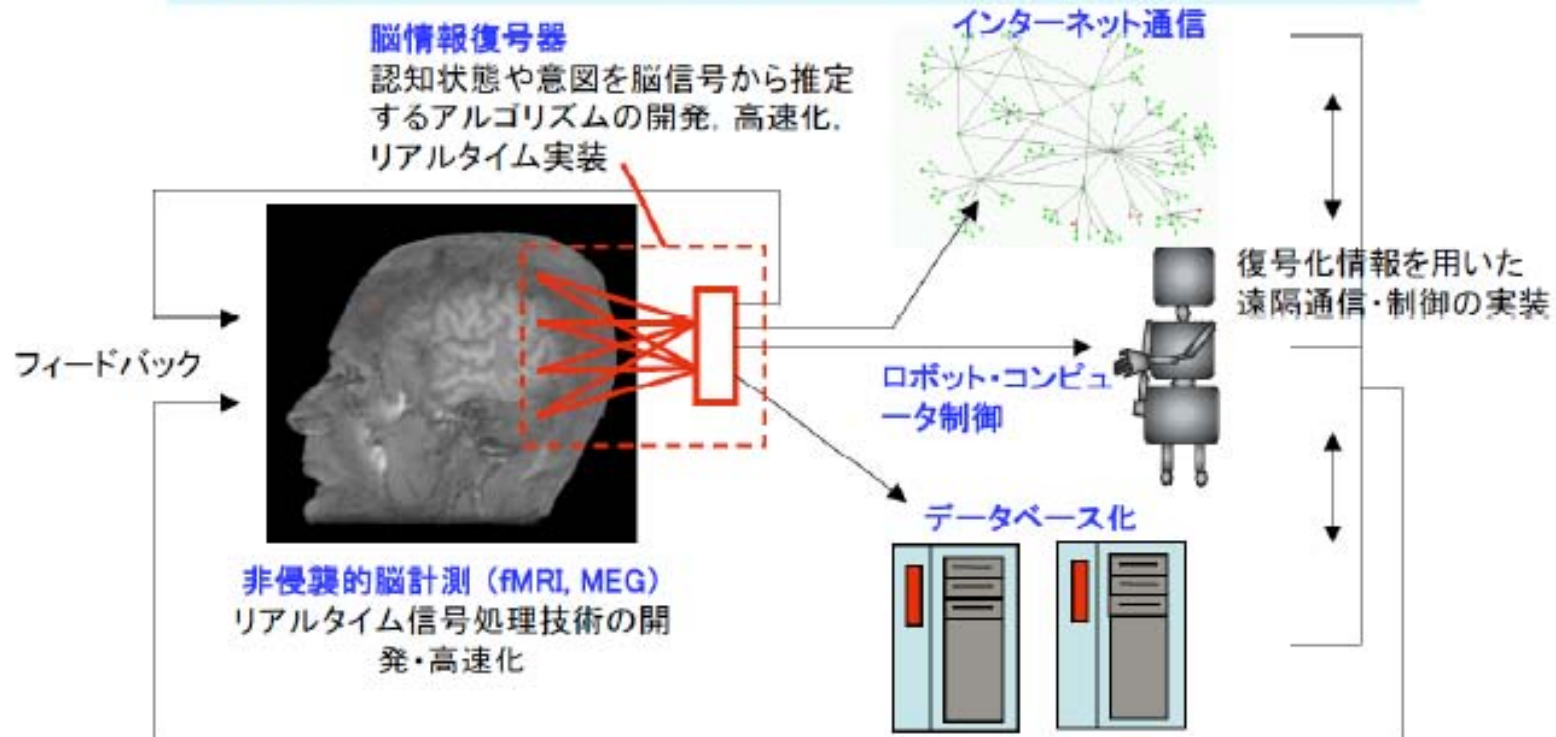 脳情報復号器
認知状態や意図を脳信号から推定
するアルゴリズムの開発, 高速化,
リアルタイム実装
インターネット通信
復号化情報を用いた
遠隔通信・制御の実装
フィードバック
ロボット・コンピュ
ータ制御
データベース化
非侵襲的脳計測 (fMRI, MEG)
リアルタイム信号処理技術の開
発・高速化